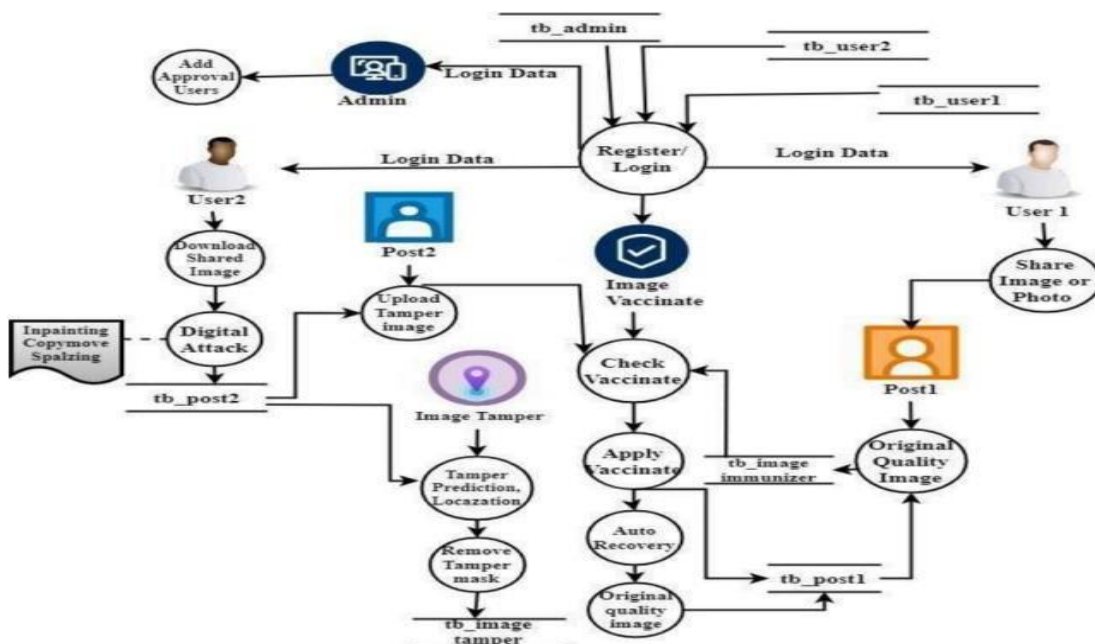 tb_admin
tb_user2
Add
Approval
Users
Login Data
Admin
tb_user1
Register/
Login
Login Data
Login Data
User2
User 1
Post2
Download
Shared
Image
Image
Vaccinate
Share
Image or
Photo
Upload
Tamper
image
Inpainting
Copymove
Spalzing
Digital
Attack
Check
Vaccinate
Post1
tb_post2
Image Tamper
Apply
Vaccinate
tb_image
immunizer
Original
Quality
Image
Tamper
Prediction,
Locazation
Auto
Recovery
Remove
Tamper
mask
tb_post1
Original
quality
image
tb_image
tamper